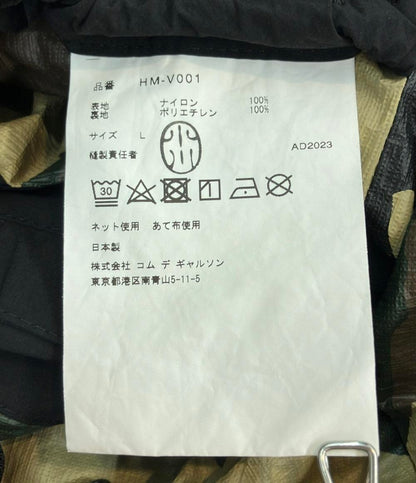 品番 HM-V001
表地 ナイロン 100%
裏地 ポリエチレン 100%
サイズ L
縫製責任者
AD2023
30
ネット使用 あて布使用
日本製
株式会社 コム デ ギャルソン
東京都港区南青山5-11-5